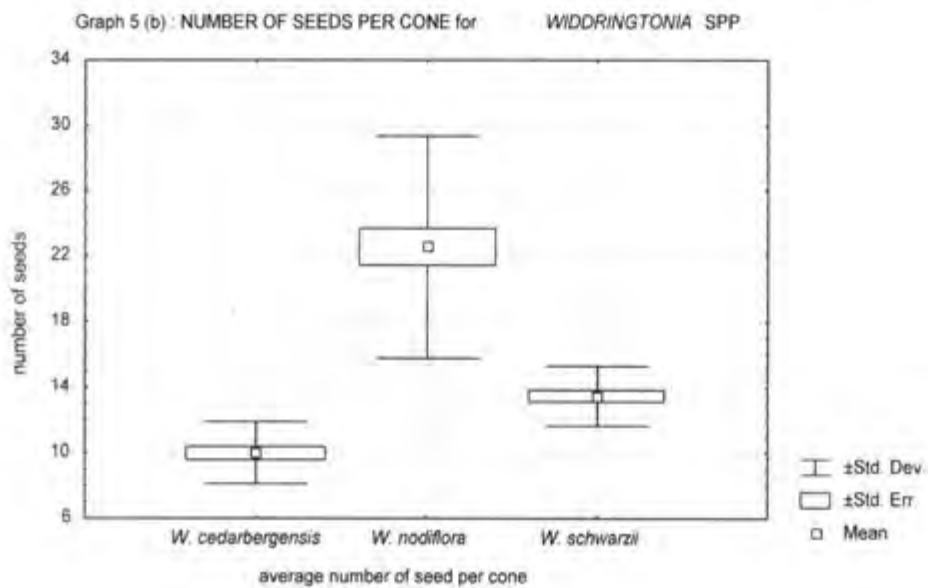 Graph 5 (b) : NUMBER OF SEEDS PER CONE for WIDDRINGTONIA SPP
34
30
26
22
18
14
10
6
number of seeds
W. cedarbergensis W. nodiflora W. schwarzii
average number of seed per cone
±Std. Dev
±Std. Err
Mean